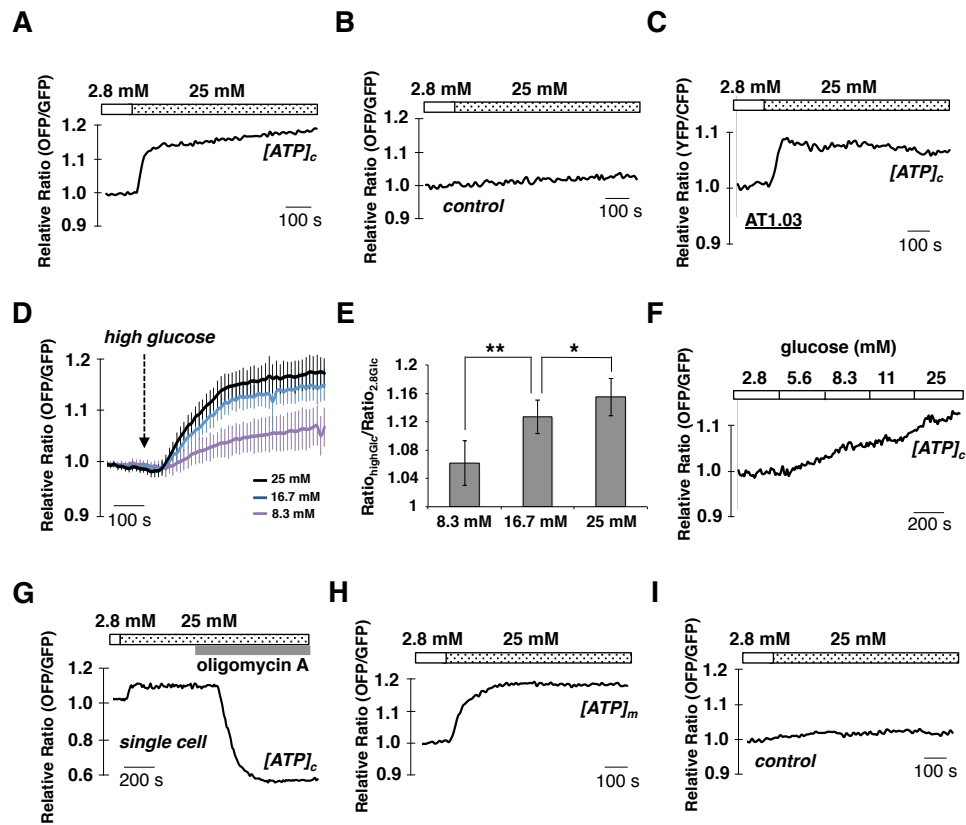 A
2.8 mM 25 mM
Relative Ratio (OFP/GFP)
1.2
1.1
1.0
0.9
[ATP]c
100 s
B
2.8 mM 25 mM
Relative Ratio (OFP/GFP)
1.2
1.1
1.0
0.9
control
100 s
C
2.8 mM 25 mM
Relative Ratio (YFP/CFP)
1.1
1.0
0.9
[ATP]c
AT1.03
100 s
D
high glucose
Relative Ratio (OFP/GFP)
1.2
1.1
1.0
0.9
100 s
25 mM
16.7 mM
8.3 mM
E
** *
Ratio highGlc/Ratio 2.8Glc
1.2
1.16
1.12
1.08
1.04
1
8.3 mM 16.7 mM 25 mM
F
glucose (mM)
2.8 5.6 8.3 11 25
Relative Ratio (OFP/GFP)
1.1
1.0
0.9
[ATP]c
200 s
G
2.8 mM 25 mM
oligomycin A
Relative Ratio (OFP/GFP)
1.2
1.0
0.8
0.6
single cell
[ATP]c
200 s
H
2.8 mM 25 mM
Relative Ratio (OFP/GFP)
1.2
1.1
1.0
0.9
[ATP]m
100 s
I
2.8 mM 25 mM
Relative Ratio (OFP/GFP)
1.2
1.1
1.0
0.9
control
100 s